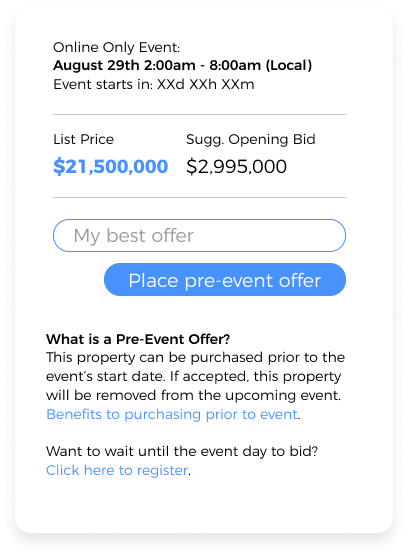 Online Only Event:
August 29th 2:00am - 8:00am (Local)
Event starts in: XXd XXh XXm
List Price
Sugg. Opening Bid
$21,500,000
$2,995,000
My best offer
Place pre-event offer
What is a Pre-Event Offer?
This property can be purchased prior to the
event’s start date. If accepted, this property
will be removed from the upcoming event.
Benefits to purchasing prior to event.
Want to wait until the event day to bid?
Click here to register.